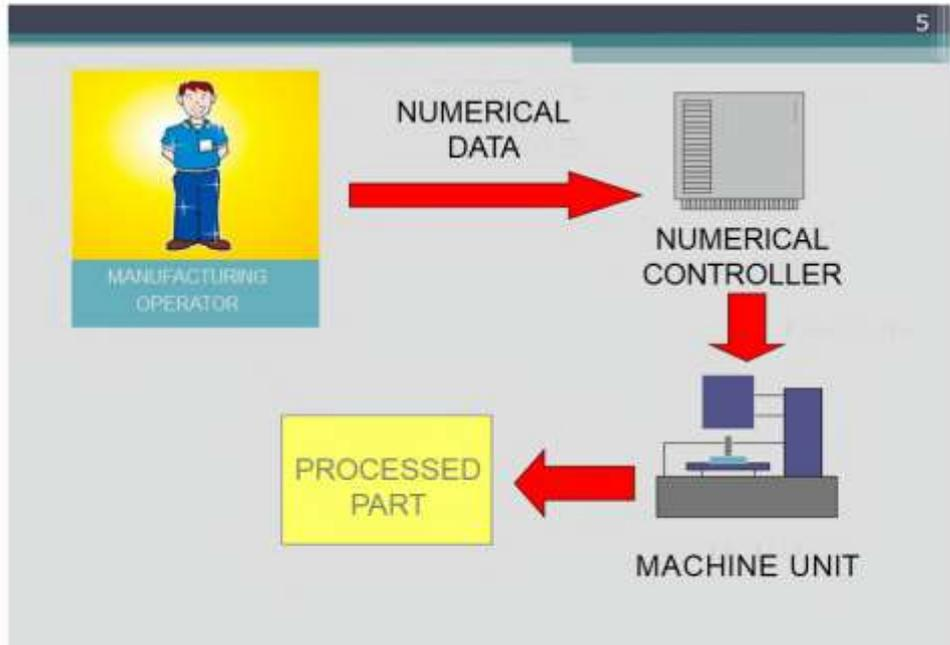 5
NUMERICAL
DATA
NUMERICAL
CONTROLLER
MANUFACTURING
OPERATOR
PROCESSED
PART
MACHINE UNIT